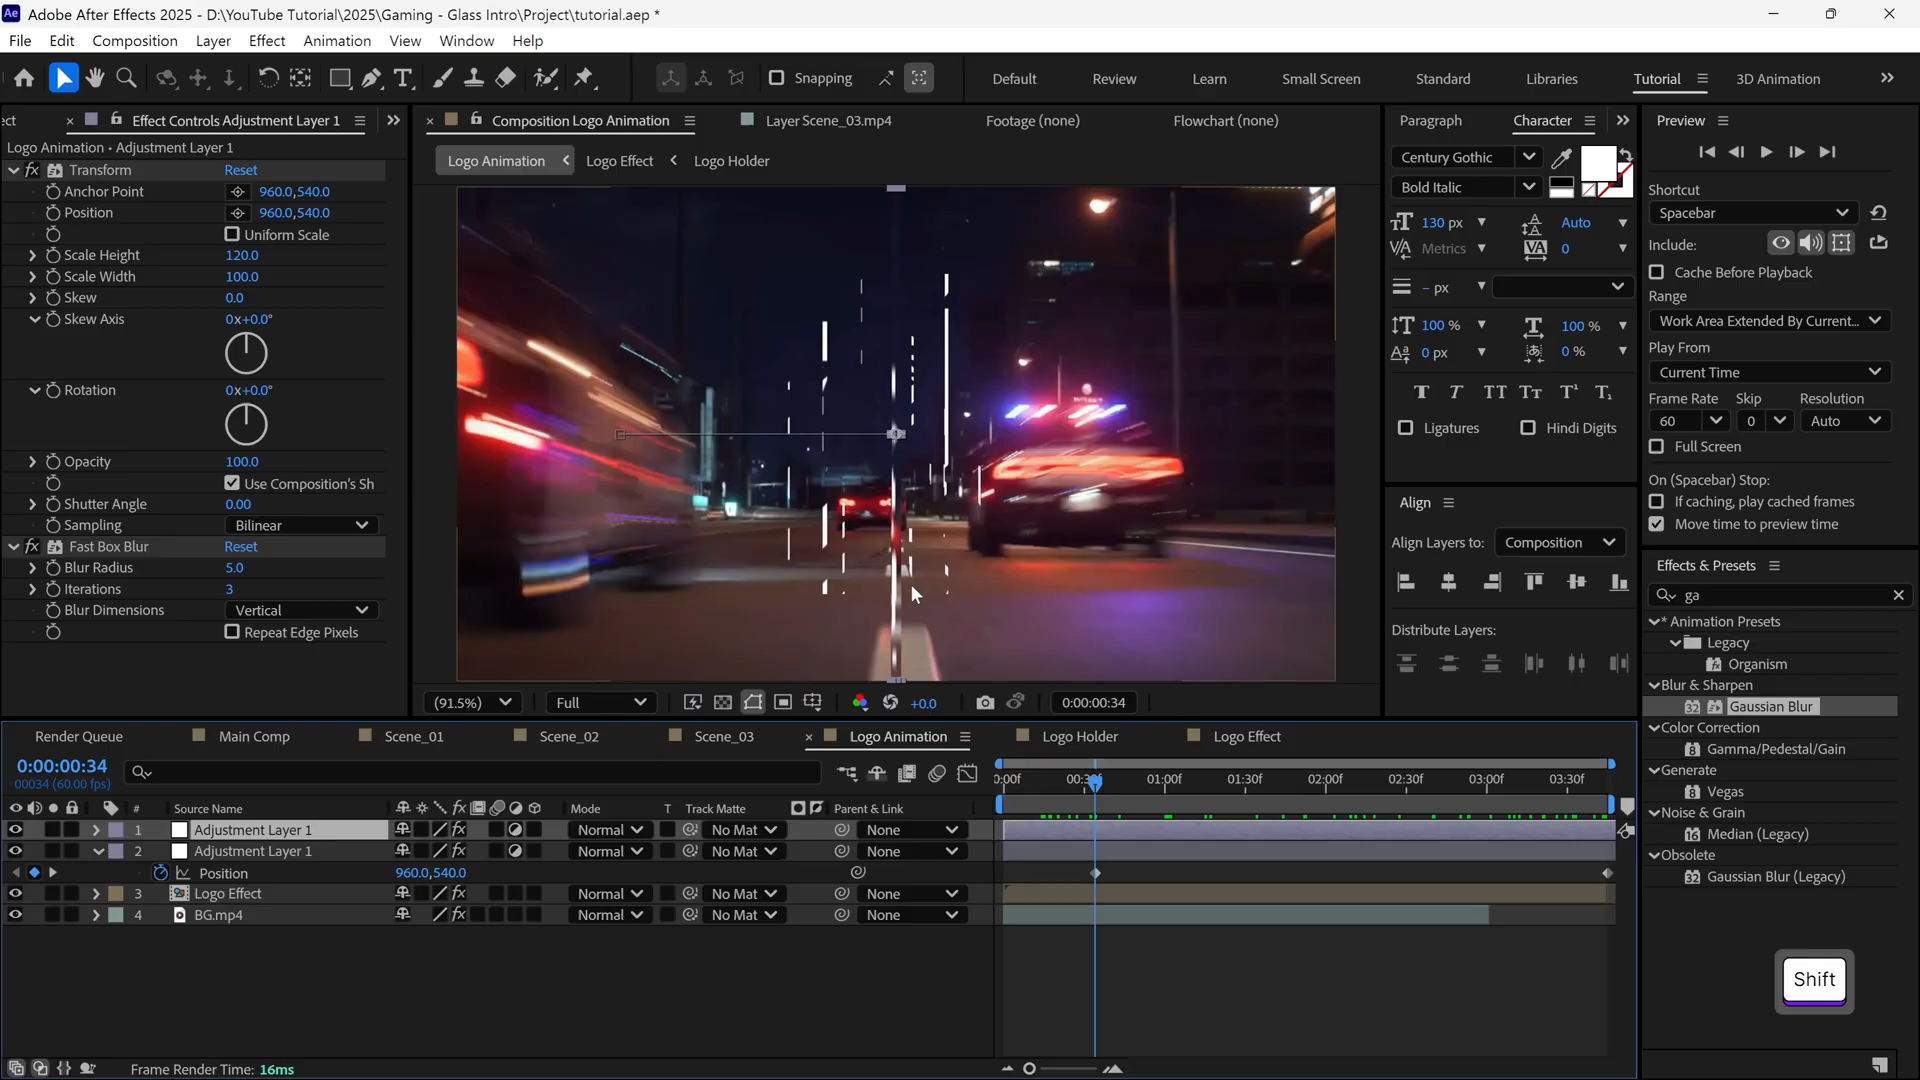 Adobe After Effects 2025 - D:\YouTube Tutorial\2025\Gaming - Glass Intro\Project\tutorial.aep *
File Edit Composition Layer Effect Animation View Window Help
Snapping
Default Review Learn Small Screen Standard Libraries Tutorial 3D Animation
ect Effect Controls Adjustment Layer 1
Logo Animation • Adjustment Layer 1
Transform Reset
Anchor Point 960.0,540.0
Position 960.0,540.0
Uniform Scale
Scale Height 120.0
Scale Width 100.0
Skew 0.0
Skew Axis 0x+0.0°
Rotation 0x+0.0°
Opacity 100.0
Use Composition's Sh
Shutter Angle 0.00
Sampling Bilinear
Fast Box Blur Reset
Blur Radius 5.0
Iterations 3
Blur Dimensions Vertical
Repeat Edge Pixels
Composition Logo Animation Layer Scene_03.mp4 Footage (none) Flowchart (none)
Logo Animation Logo Effect Logo Holder
(91.5%) Full +0.0 0:00:00:34
Paragraph Character
Century Gothic
Bold Italic
130 px Auto
Metrics 0
- px
100 % 100 %
0 px 0 %
Ligatures Hindi Digits
Align
Align Layers to: Composition
Distribute Layers:
Preview
Shortcut
Spacebar
Include:
Cache Before Playback
Range
Work Area Extended By Current...
Play From
Current Time
Frame Rate Skip Resolution
60 0 Auto
Full Screen
On (Spacebar) Stop:
If caching, play cached frames
Move time to preview time
Effects & Presets
ga
* Animation Presets
Legacy
Organism
Blur & Sharpen
32 Gaussian Blur
Color Correction
8 Gamma/Pedestal/Gain
Generate
8 Vegas
Noise & Grain
16 Median (Legacy)
Obsolete
32 Gaussian Blur (Legacy)
Shift
Render Queue Main Comp Scene_01 Scene_02 Scene_03 Logo Animation Logo Holder Logo Effect
0:00:00:34
00034 (60.00 fps)
0:00f 00:30f 01:00f 01:30f 02:00f 02:30f 03:00f 03:30f
# Source Name Mode T Track Matte Parent & Link
1 Adjustment Layer 1 Normal No Mat None
2 Adjustment Layer 1 Normal No Mat None
Position 960.0,540.0
3 Logo Effect Normal No Mat None
4 BG.mp4 Normal No Mat None
Frame Render Time: 16ms